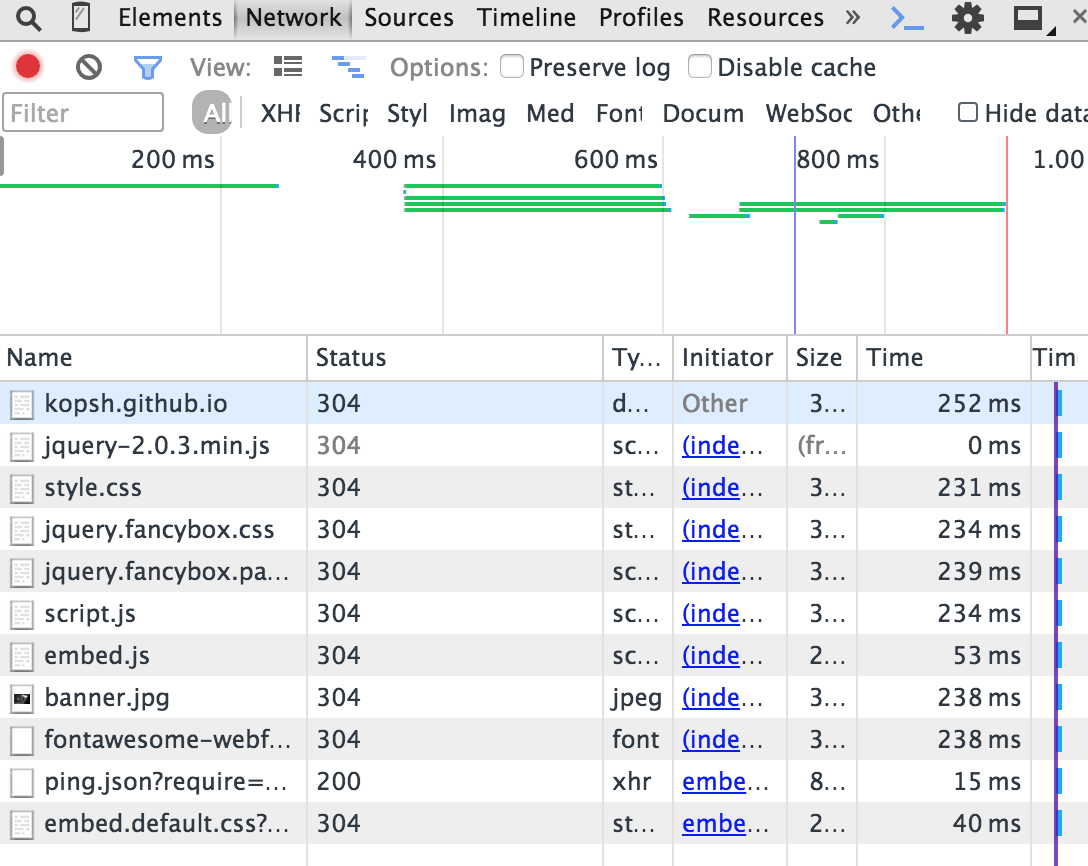 Elements Network Sources Timeline Profiles Resources »
View: Options: Preserve log Disable cache
Filter All XHR Scrip Styl Imag Med Font Docum WebSoc Othe Hide data
200 ms 400 ms 600 ms 800 ms 1.00
Name Status Ty... Initiator Size Time Tim
kopsh.github.io 304 d... Other 3... 252 ms
jquery-2.0.3.min.js 304 sc... (inde... (fr... 0 ms
style.css 304 st... (inde... 3... 231 ms
jquery.fancybox.css 304 st... (inde... 3... 234 ms
jquery.fancybox.pa... 304 sc... (inde... 3... 239 ms
script.js 304 sc... (inde... 3... 234 ms
embed.js 304 sc... (inde... 2... 53 ms
banner.jpg 304 jpeg (inde... 3... 238 ms
fontawesome-webf... 304 font (inde... 3... 238 ms
ping.json?require=... 200 xhr embe... 8... 15 ms
embed.default.css?... 304 st... embe... 2... 40 ms